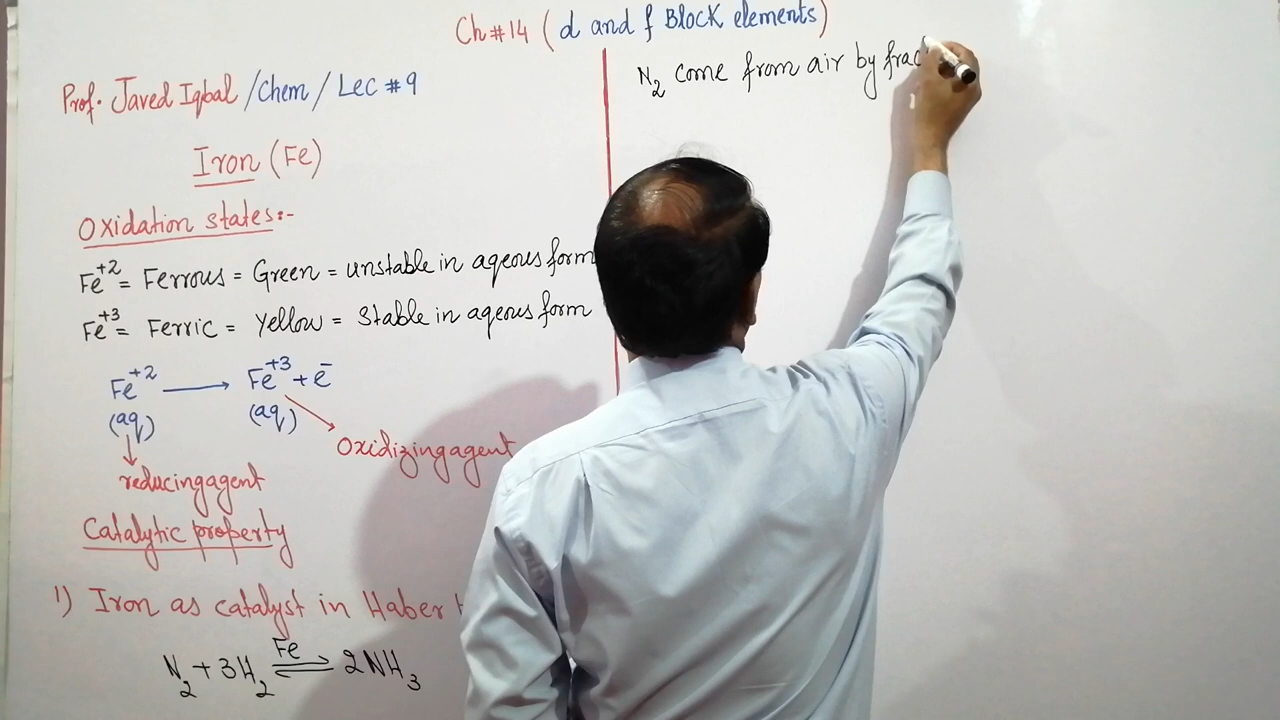 Ch#14 (d and f Block elements)
Prof. Javed Iqbal /Chem/ Lec #9
Iron (Fe)
Oxidation states:-
Fe+2 = Ferrous = Green = unstable in aqeous form
Fe+3 = Ferric = Yellow = Stable in aqeous form
Fe+2 → Fe+3 + e-
(aq) (aq)
Oxidizing agent
reducing agent
Catalytic property
1) Iron as catalyst in Haber
N2 + 3H2 Fe ⇌ 2NH3
N2 come from air by frac